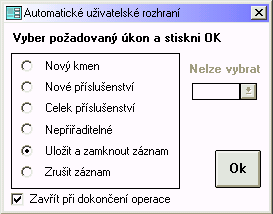 Automatické uživatelské rozhraní
Vyber požadovaný úkon a stiskni OK
Nový kmen
Nové příslušenství
Celek příslušenství
Nepřiřaditelné
Uložit a zamknout záznam
Zrušit záznam
Nelze vybrat
Ok
Zavřít při dokončení operace